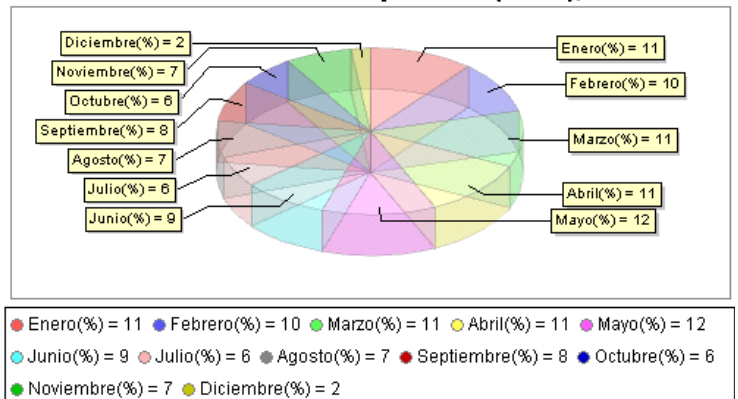 Diciembre(%) = 2
Enero(%) = 11
Noviembre(%) = 7
Febrero(%) = 10
Octubre(%) = 6
Septiembre(%) = 8
Marzo(%) = 11
Agosto(%) = 7
Julio(%) = 6
Abril(%) = 11
Junio(%) = 9
Mayo(%) = 12
Enero(%) = 11 Febrero(%) = 10 Marzo(%) = 11 Abril(%) = 11 Mayo(%) = 12
Junio(%) = 9 Julio(%) = 6 Agosto(%) = 7 Septiembre(%) = 8 Octubre(%) = 6
Noviembre(%) = 7 Diciembre(%) = 2